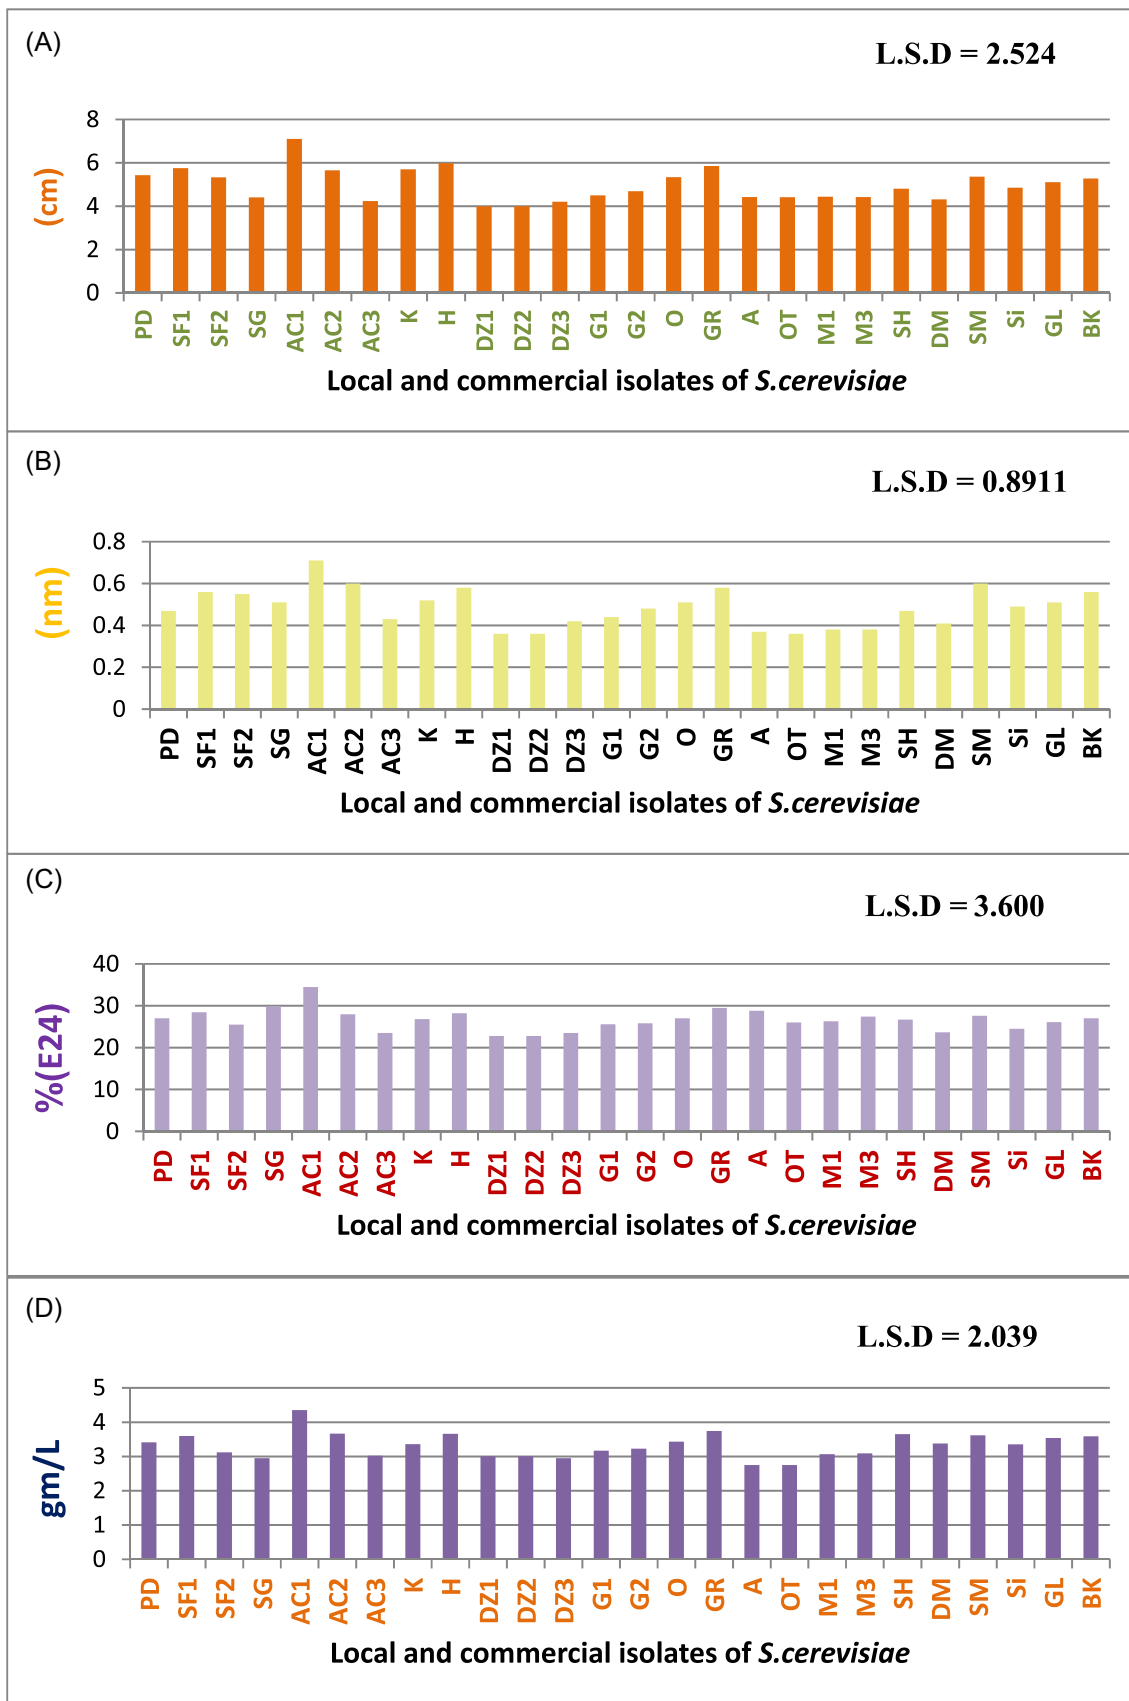 (A)
L.S.D = 2.524
(cm)
8
6
4
2
0
PD SF1 SF2 SG AC1 AC2 AC3 K H DZ1 DZ2 DZ3 G1 G2 O GR A OT M1 M3 SH DM SM Si GL BK
Local and commercial isolates of S.cerevisiae
(B)
L.S.D = 0.8911
(nm)
0.8
0.6
0.4
0.2
0
PD SF1 SF2 SG AC1 AC2 AC3 K H DZ1 DZ2 DZ3 G1 G2 O GR A OT M1 M3 SH DM SM Si GL BK
Local and commercial isolates of S.cerevisiae
(C)
L.S.D = 3.600
%(E24)
40
30
20
10
0
PD SF1 SF2 SG AC1 AC2 AC3 K H DZ1 DZ2 DZ3 G1 G2 O GR A OT M1 M3 SH DM SM Si GL BK
Local and commercial isolates of S.cerevisiae
(D)
L.S.D = 2.039
gm/L
5
4
3
2
1
0
PD SF1 SF2 SG AC1 AC2 AC3 K H DZ1 DZ2 DZ3 G1 G2 O GR A OT M1 M3 SH DM SM Si GL BK
Local and commercial isolates of S.cerevisiae